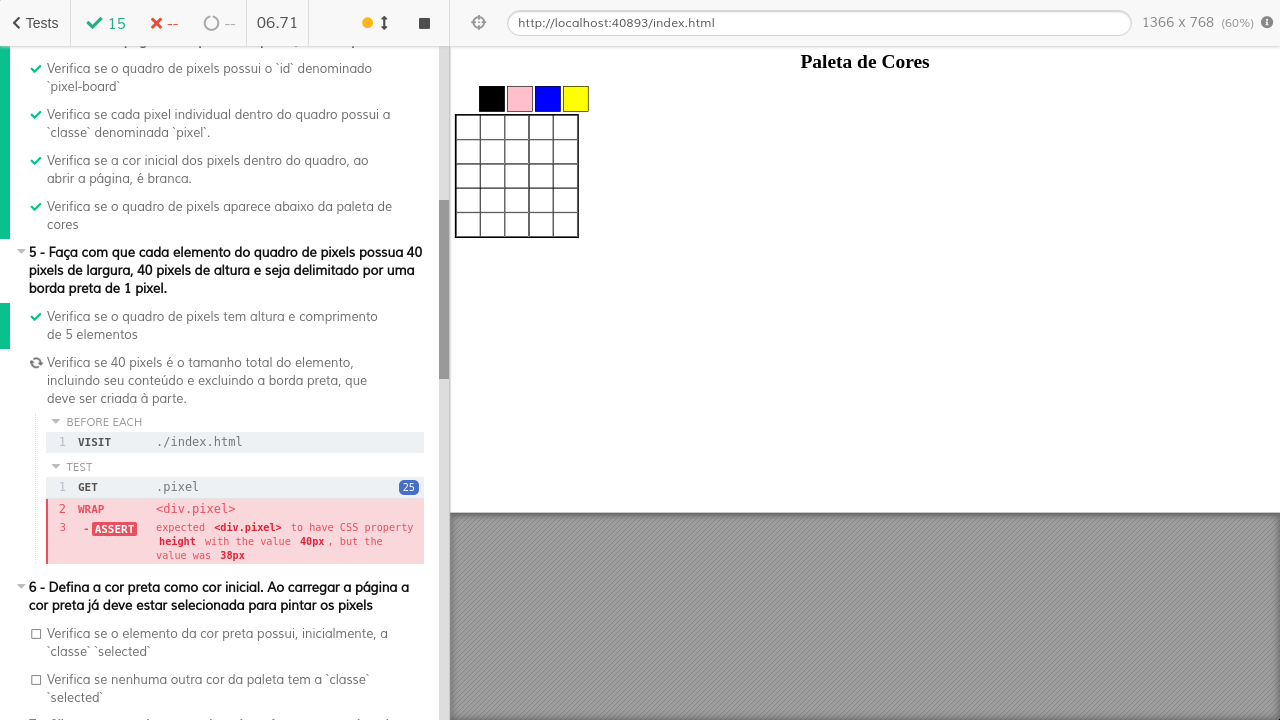 Tests
15
--
--
06.71
http://localhost:40893/index.html
1366 x 768 (60%)
Verifica se o quadro de pixels possui o `id` denominado
`pixel-board`
Verifica se cada pixel individual dentro do quadro possui a
`classe` denominada `pixel`.
Verifica se a cor inicial dos pixels dentro do quadro, ao
abrir a página, é branca.
Verifica se o quadro de pixels aparece abaixo da paleta de
cores
5 - Faça com que cada elemento do quadro de pixels possua 40
pixels de largura, 40 pixels de altura e seja delimitado por uma
borda preta de 1 pixel.
Verifica se o quadro de pixels tem altura e comprimento
de 5 elementos
Verifica se 40 pixels é o tamanho total do elemento,
incluindo seu conteúdo e excluindo a borda preta, que
deve ser criada à parte.
BEFORE EACH
1 VISIT ./index.html
TEST
1 GET .pixel 25
2 WRAP <div.pixel>
3 - ASSERT expected <div.pixel> to have CSS property
height with the value 40px, but the
value was 38px
6 - Defina a cor preta como cor inicial. Ao carregar a página a
cor preta já deve estar selecionada para pintar os pixels
Verifica se o elemento da cor preta possui, inicialmente, a
`classe` `selected`
Verifica se nenhuma outra cor da paleta tem a `classe`
`selected`
Paleta de Cores